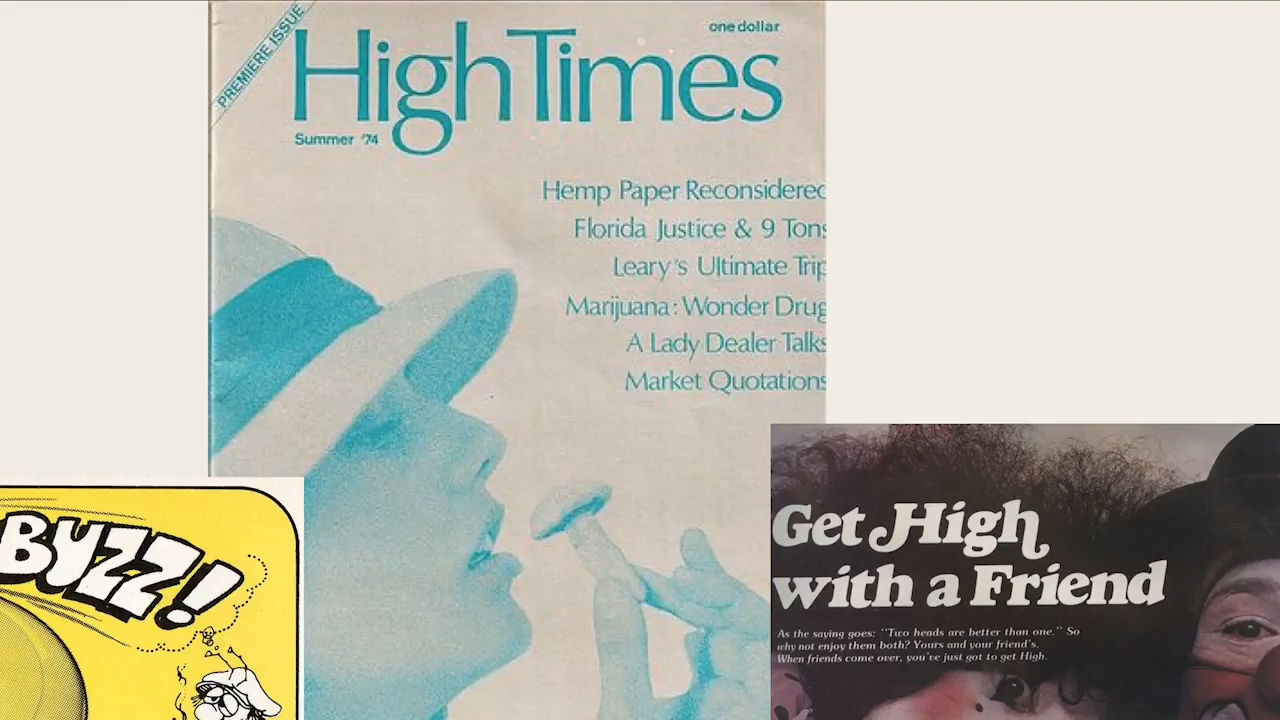 PREMIERE ISSUE
one dollar
High Times
Summer '74
Hemp Paper Reconsidered
Florida Justice & 9 Tons
Leary's Ultimate Trip
Marijuana: Wonder Drug
A Lady Dealer Talks
Market Quotations
BUZZ!
Get High
with a Friend
As the saying goes: "Two heads are better than one." So
why not enjoy them both? Yours and your friend's.
When friends come over, you've just got to get High.